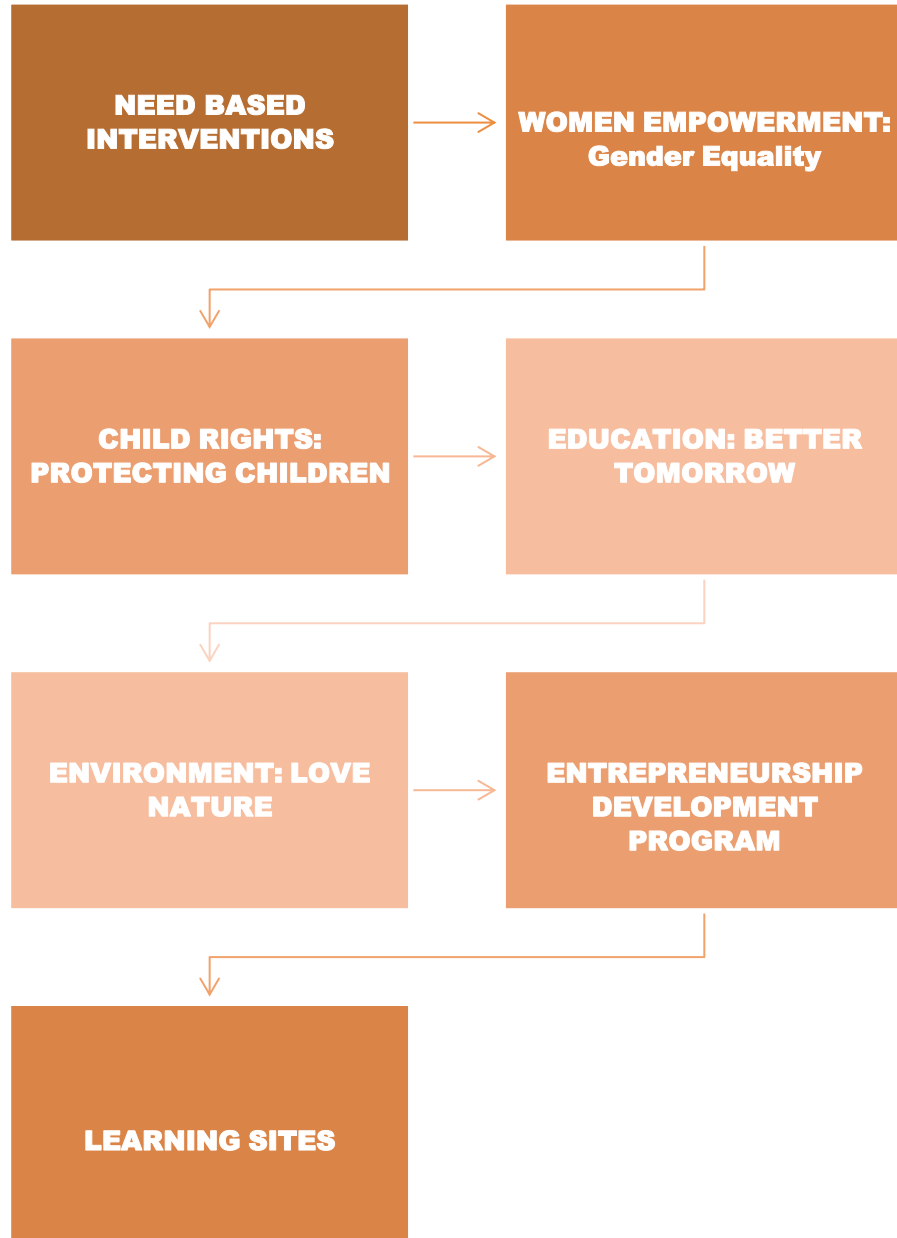 NEED BASED
INTERVENTIONS
WOMEN EMPOWERMENT:
Gender Equality
CHILD RIGHTS:
PROTECTING CHILDREN
EDUCATION: BETTER
TOMORROW
ENVIRONMENT: LOVE
NATURE
ENTREPRENEURSHIP
DEVELOPMENT
PROGRAM
LEARNING SITES